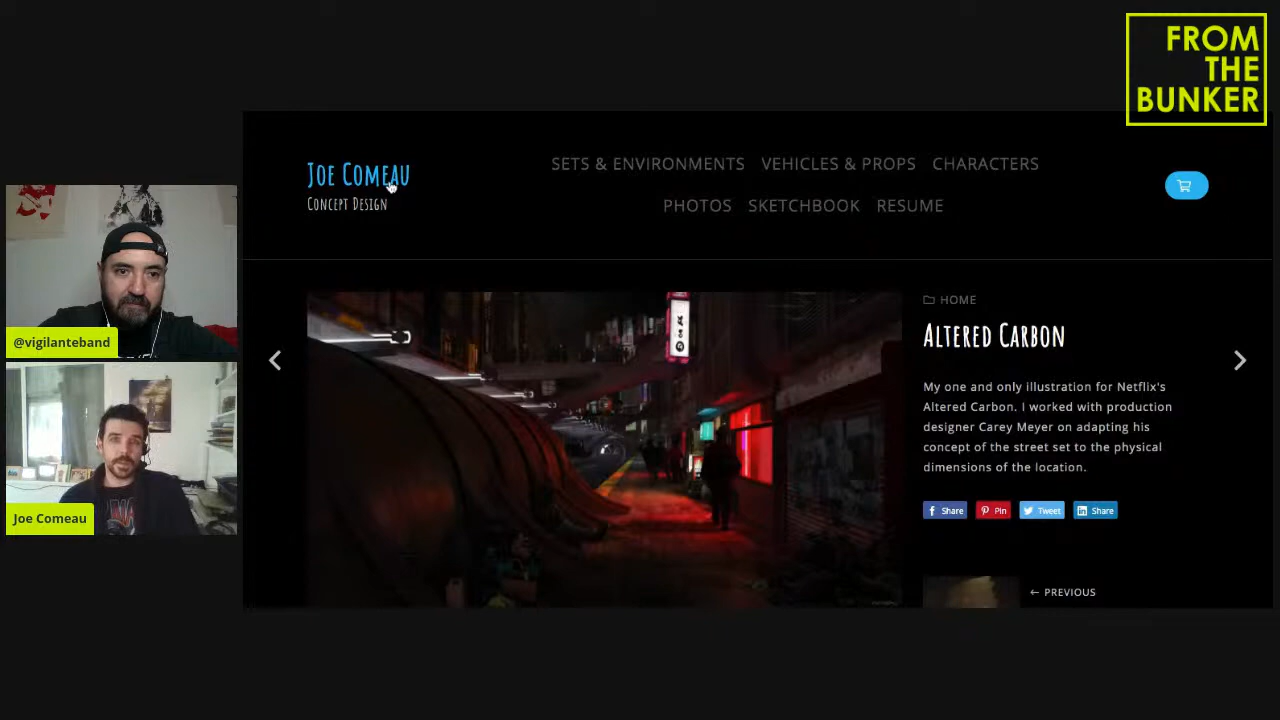 FROM
THE
BUNKER
JOE COMEAU
CONCEPT DESIGN
SETS & ENVIRONMENTS VEHICLES & PROPS CHARACTERS
PHOTOS SKETCHBOOK RESUME
@vigilanteband
Joe Comeau
HOME
ALTERED CARBON
My one and only illustration for Netflix's
Altered Carbon. I worked with production
designer Carey Meyer on adapting his
concept of the street set to the physical
dimensions of the location.
Share Pin Tweet Share
← PREVIOUS